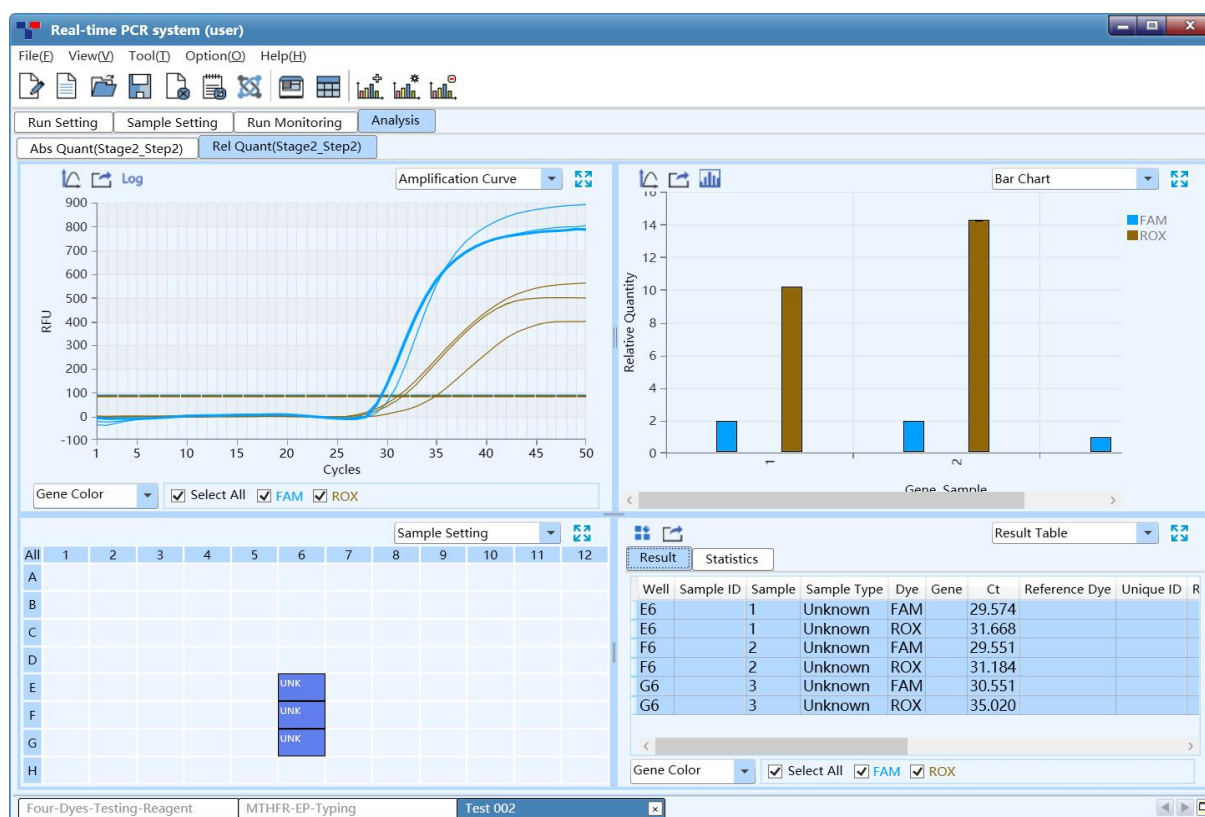 Real-time PCR system (user)
File(F) View(V) Tool(T) Option(O) Help(H)
Run Setting Sample Setting Run Monitoring Analysis
Abs Quant(Stage2_Step2) Rel Quant(Stage2_Step2)
Log Amplification Curve
900
800
700
600
500
400
300
200
100
0
-100
RFU
1 5 10 15 20 25 30 35 40 45 50
Cycles
Gene Color Select All FAM ROX
Bar Chart
16
14
12
10
8
6
4
2
0
Relative Quantity
FAM
ROX
1 2
Gene_Sample
Sample Setting
All 1 2 3 4 5 6 7 8 9 10 11 12
A
B
C
D
E UNK
F UNK
G UNK
H
Result Table
Result Statistics
Well Sample ID Sample Sample Type Dye Gene Ct Reference Dye Unique ID R
E6 1 Unknown FAM 29.574
E6 1 Unknown ROX 31.668
F6 2 Unknown FAM 29.551
F6 2 Unknown ROX 31.184
G6 3 Unknown FAM 30.551
G6 3 Unknown ROX 35.020
Gene Color Select All FAM ROX
Four-Dyes-Testing-Reagent MTHFR-EP-Typing Test 002